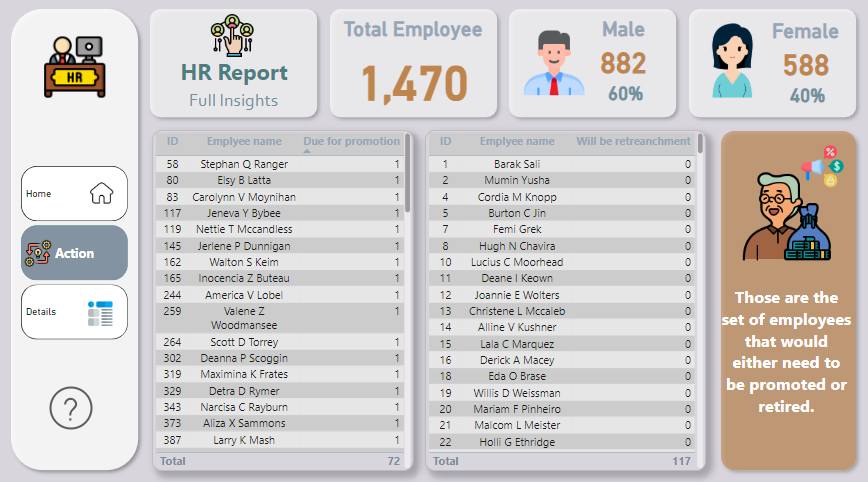 HR
Home
Action
Details
?
HR Report
Full Insights
Total Employee
1,470
Male
882
60%
Female
588
40%
ID Emplyee name Due for promotion
58 Stephan Q Ranger 1
80 Elsy B Latta 1
83 Carolynn V Moynihan 1
117 Jeneva Y Bybee 1
119 Nettie T Mccandless 1
145 Jerlene P Dunnigan 1
162 Walton S Keim 1
165 Inocencia Z Buteau 1
244 America V Lobel 1
259 Valene Z 1
Woodmansee
264 Scott D Torrey 1
302 Deanna P Scoggin 1
319 Maximina K Frates 1
329 Detra D Rymer 1
343 Narcisa C Rayburn 1
373 Aliza X Sammons 1
387 Larry K Mash 1
Total 72
ID Emplyee name Will be retreanchment
1 Barak Sali 0
2 Mumin Yusha 0
4 Cordia M Knopp 0
5 Burton C Jin 0
7 Femi Grek 0
8 Hugh N Chavira 0
10 Lucius C Moorhead 0
11 Deane I Keown 0
12 Joannie E Wolters 0
13 Christene L Mccaleb 0
14 Alline V Kushner 0
15 Lala C Marquez 0
16 Derick A Macey 0
18 Eda O Brase 0
19 Willis D Weissman 0
20 Mariam F Pinheiro 0
21 Malcom L Meister 0
22 Holli G Ethridge 0
Total 117
%
$
Those are the
set of employees
that would
either need to
be promoted or
retired.